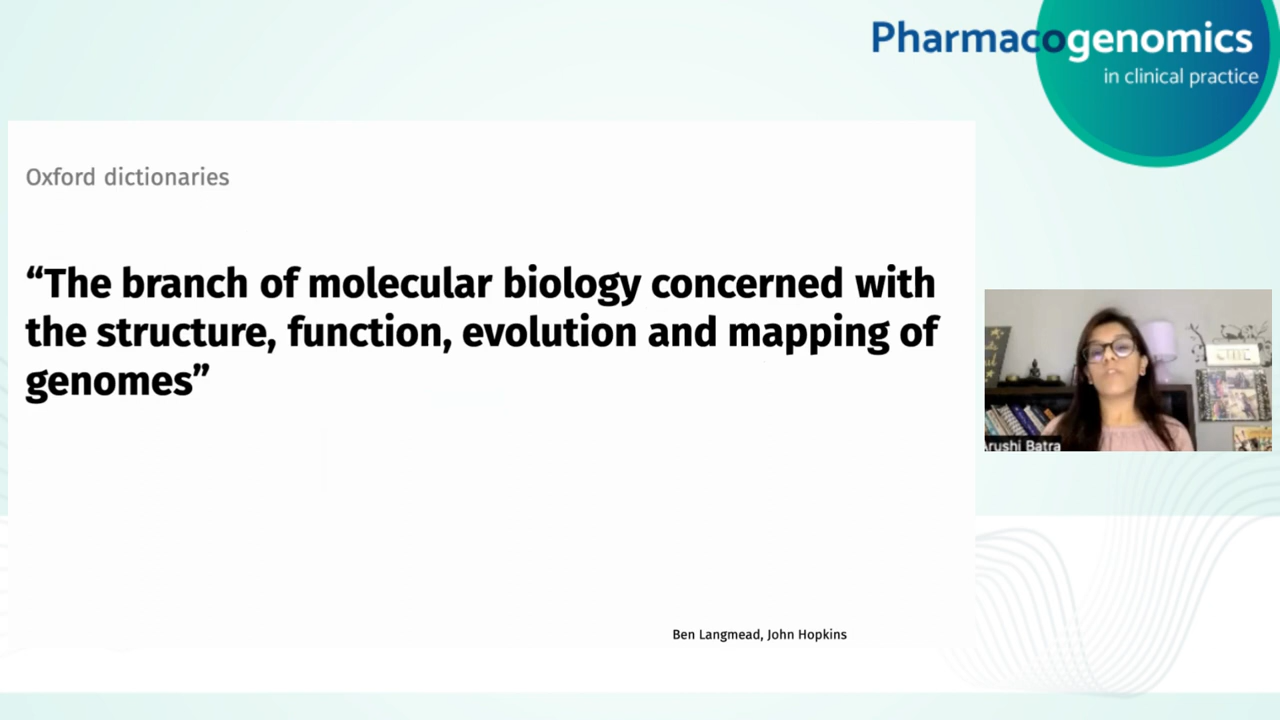 Pharmacogenomics
in clinical practice
Oxford dictionaries
“The branch of molecular biology concerned with
the structure, function, evolution and mapping of
genomes”
Arushi Batra
Ben Langmead, John Hopkins